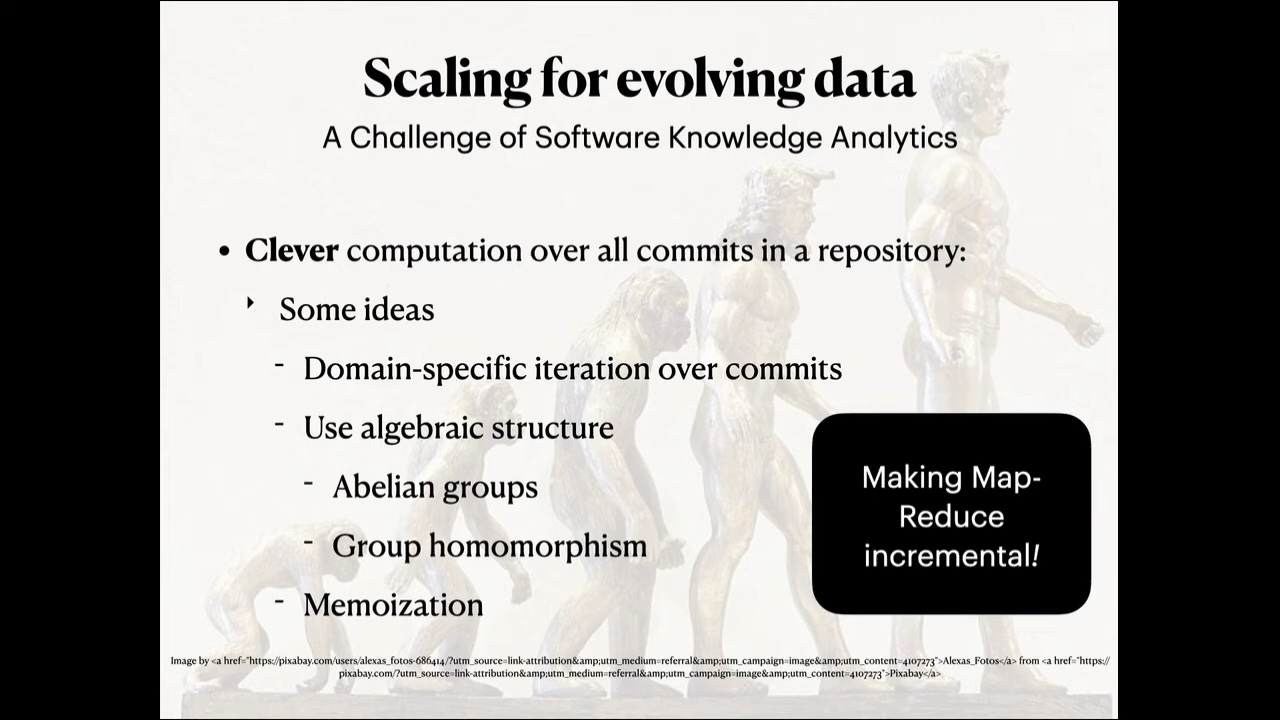 Scaling for evolving data
A Challenge of Software Knowledge Analytics
• Clever computation over all commits in a repository:
‣ Some ideas
- Domain-specific iteration over commits
- Use algebraic structure
- Abelian groups
- Group homomorphism
- Memoization
Making Map-
Reduce
incremental!
Image by <a href="https://pixabay.com/users/alexas_fotos-686414/?utm_source=link-attribution&amp;utm_medium=referral&amp;utm_campaign=image&amp;utm_content=4107273">Alexas_Fotos</a> from <a href="https://
pixabay.com/?utm_source=link-attribution&amp;utm_medium=referral&amp;utm_campaign=image&amp;utm_content=4107273">Pixabay</a>